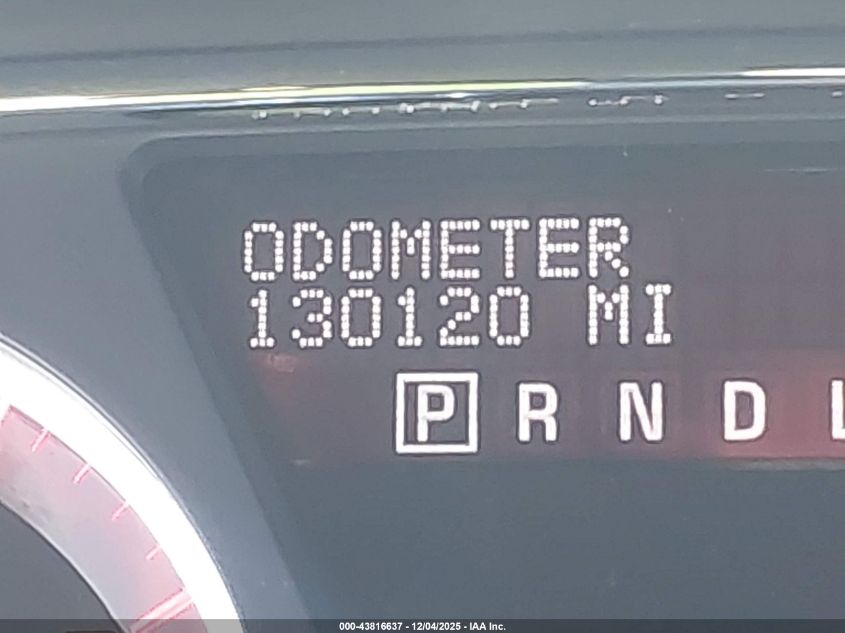 ODOMETER
130120 MI
P R N D L
000-43816637 - 12/04/2025 - IAA Inc.